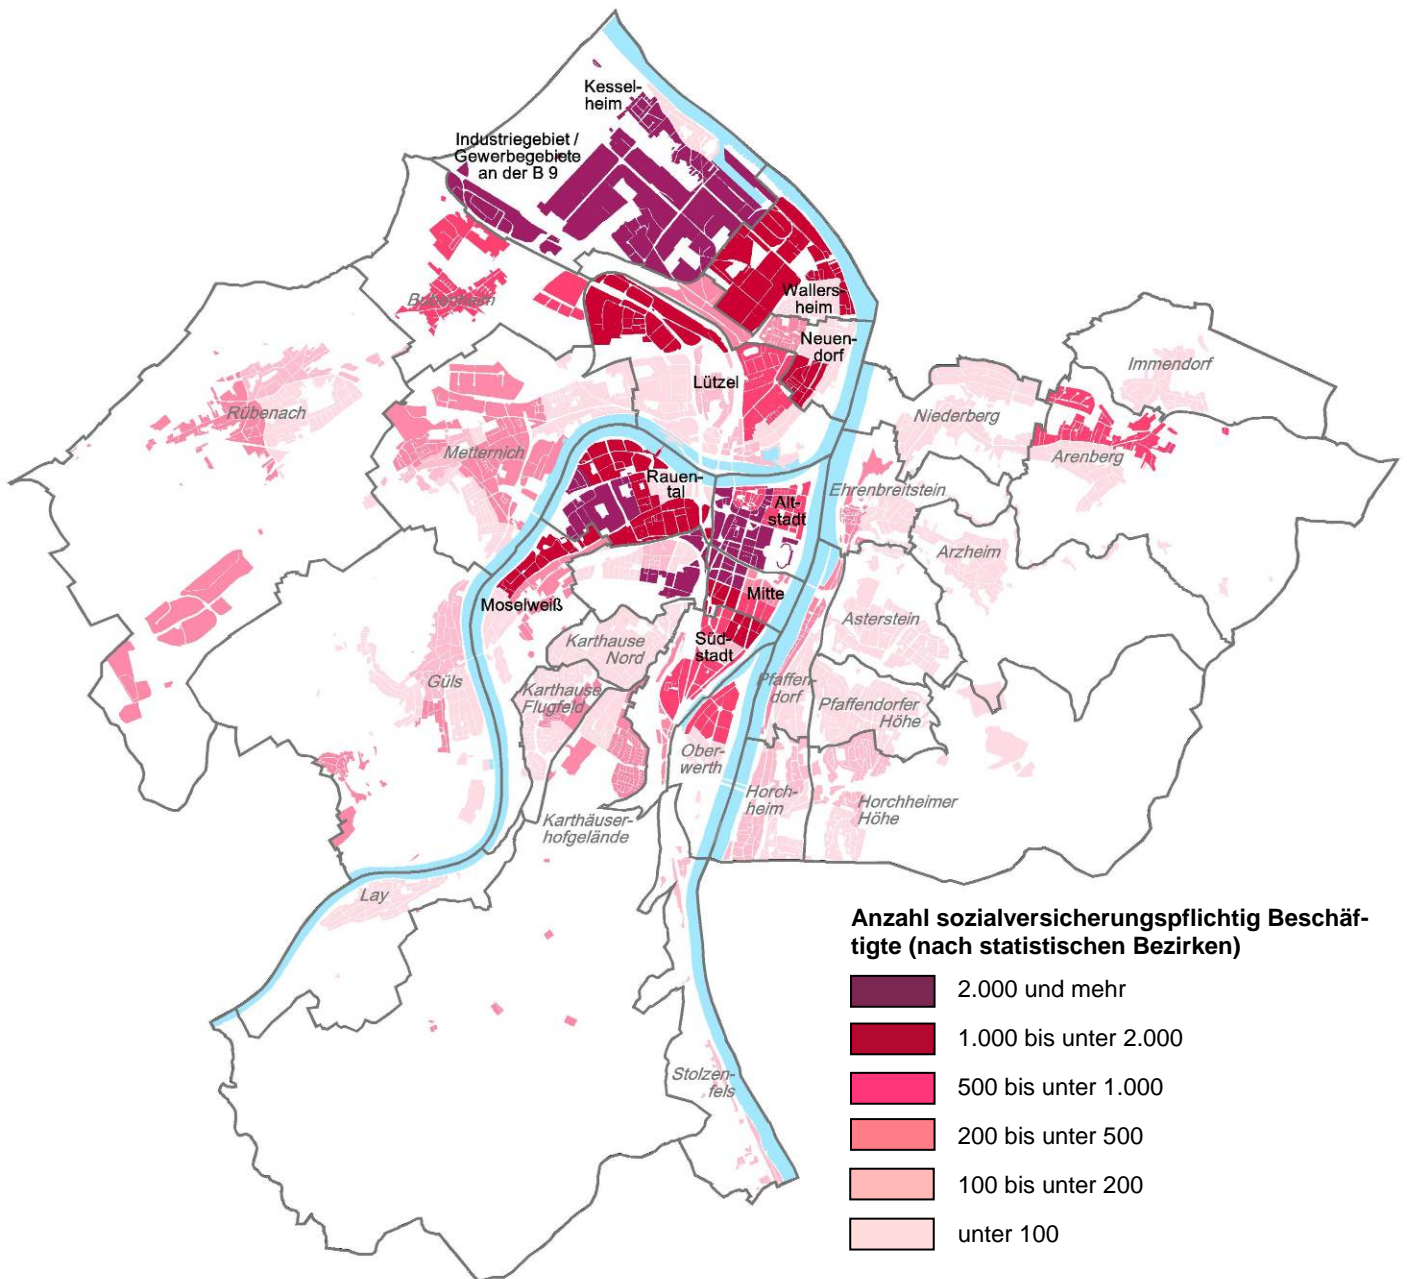 Kessel-
heim
Industriegebiet /
Gewerbegebiete
an der B 9
Bubenheim
Wallers-
heim
Neuen-
dorf
Lützel
Immendorf
Rübenach
Niederberg
Metternich
Arenberg
Rauen-
tal
Alt-
stadt
Ehrenbreitstein
Arzheim
Moselweiß
Mitte
Asterstein
Karthause
Nord
Süd-
stadt
Güls
Karthause
Flugfeld
Pfaffen-
dorf
Pfaffendorfer
Höhe
Ober-
werth
Horch-
heim
Horchheimer
Höhe
Karthäuser-
hofgelände
Lay
Stolzen-
fels
Anzahl sozialversicherungspflichtig Beschäf-
tigte (nach statistischen Bezirken)
2.000 und mehr
1.000 bis unter 2.000
500 bis unter 1.000
200 bis unter 500
100 bis unter 200
unter 100